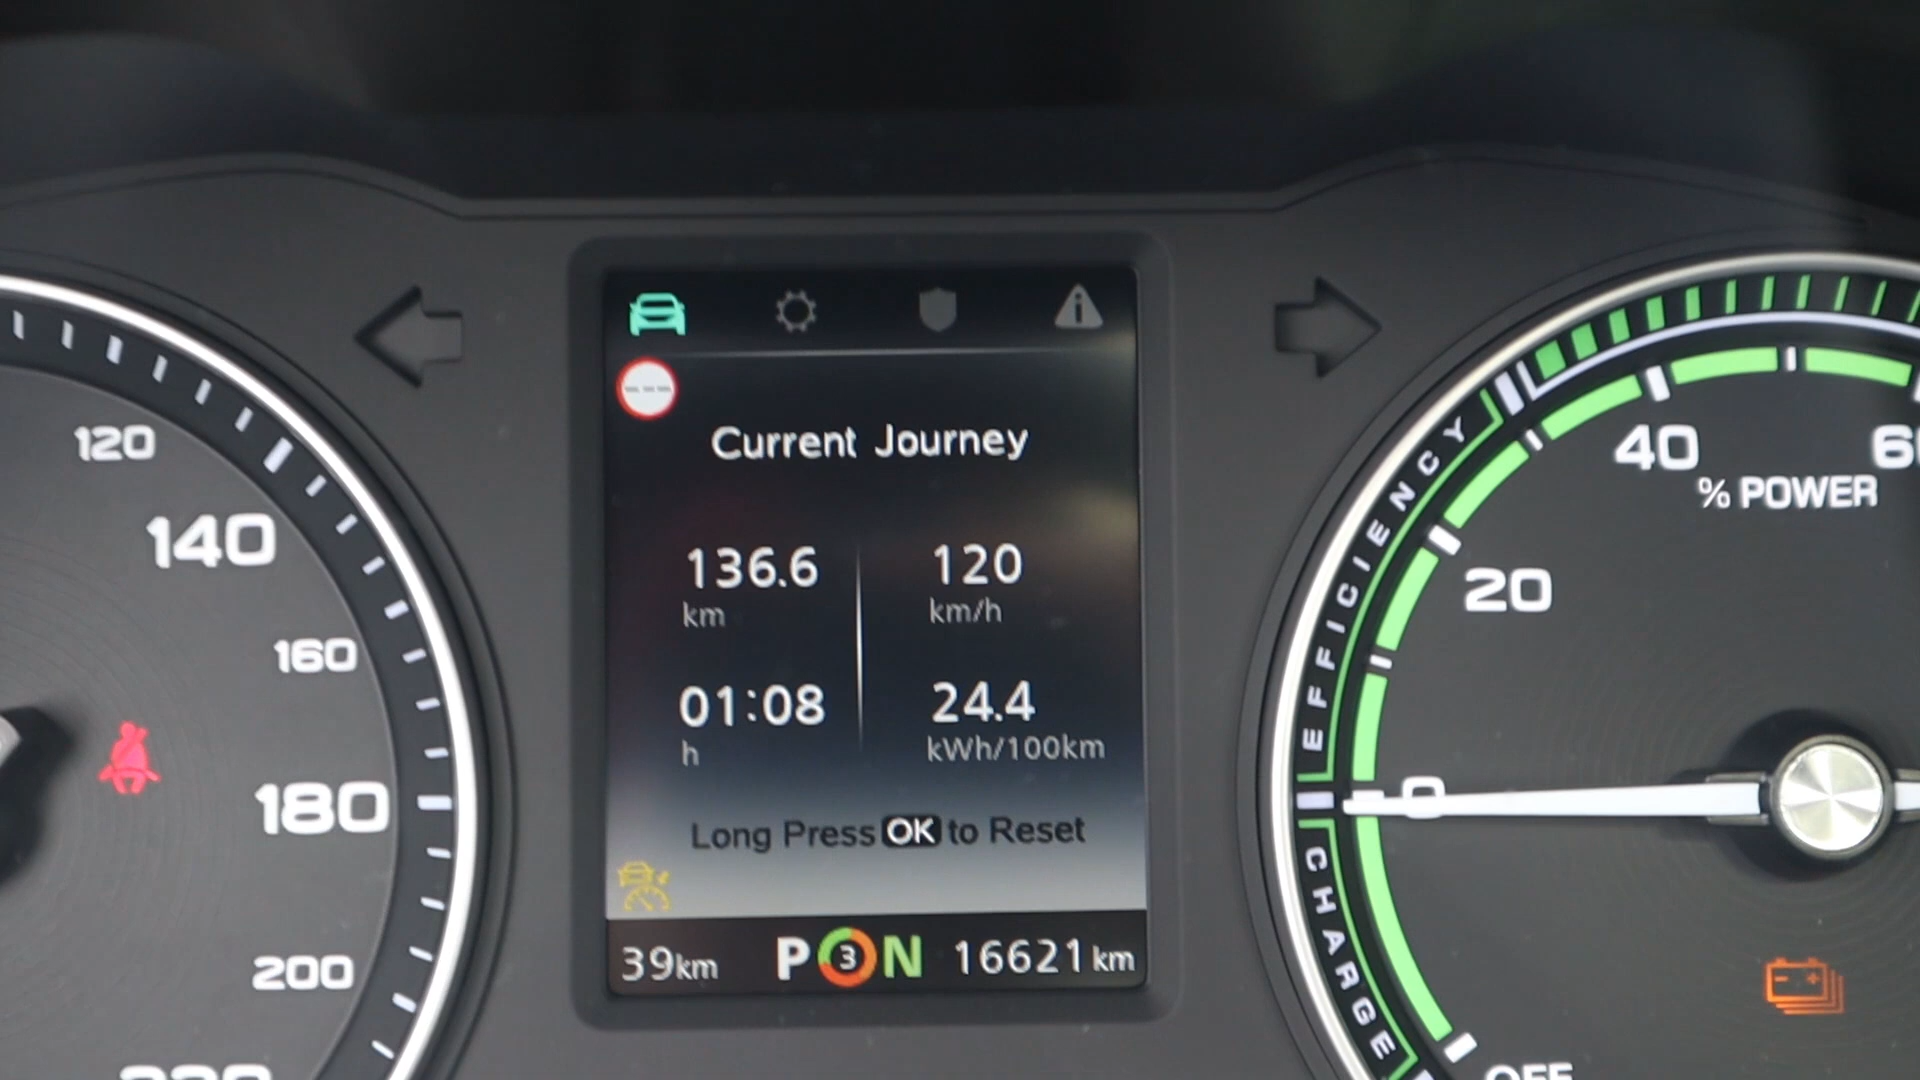 120
140
160
180
200
Current Journey
136.6
km
120
km/h
01:08
h
24.4
kWh/100km
Long Press OK to Reset
39km
P 3 N
16621 km
EFFICIENCY
CHARGE
0
20
40
% POWER